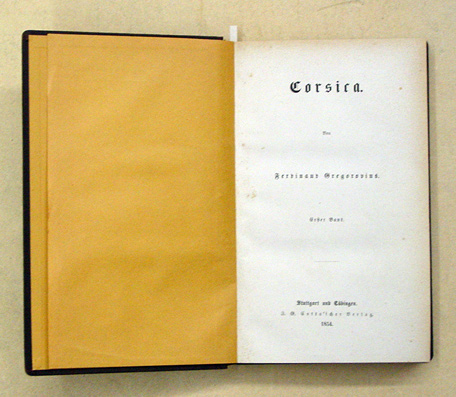 Corsica.
Von
Ferdinand Gregorovius.
Erster Band.
Stuttgart und Tübingen.
J. G. Cotta'scher Verlag.
1854.